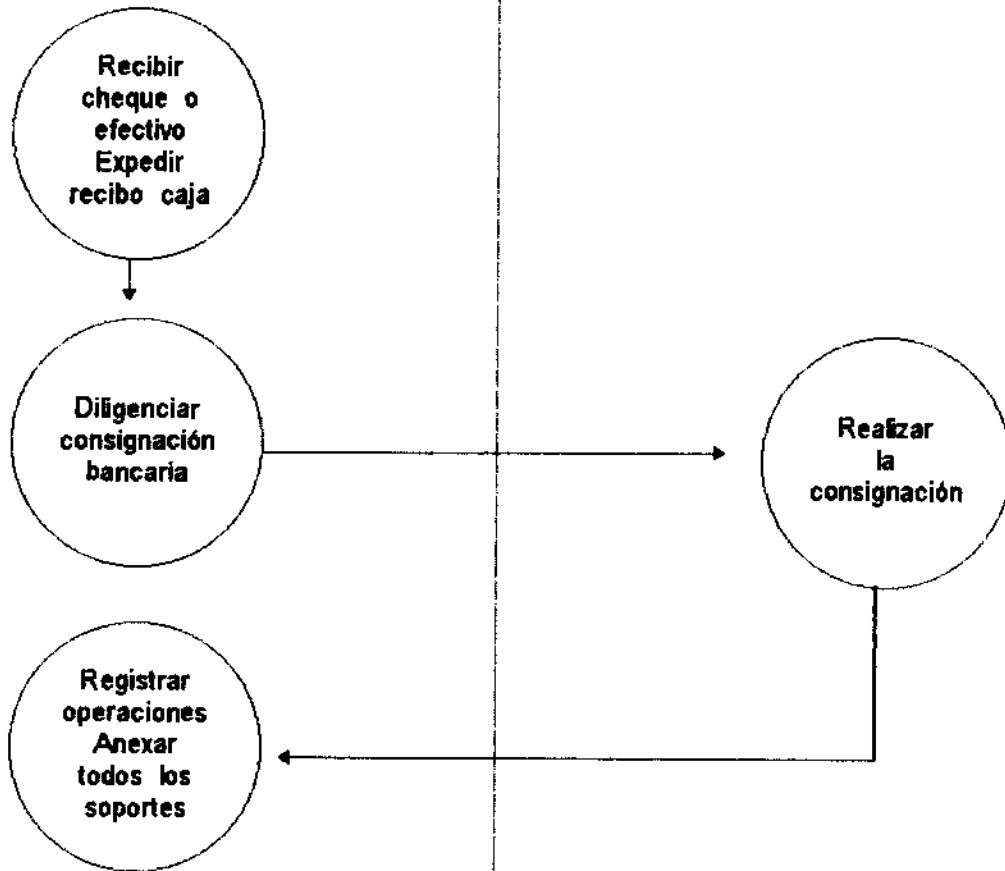 Recibir
cheque o
efectivo
Expedir
recibo caja
Diligenciar
consignación
bancaria
Realizar
la
consignación
Registrar
operaciones
Anexar
todos los
soportes